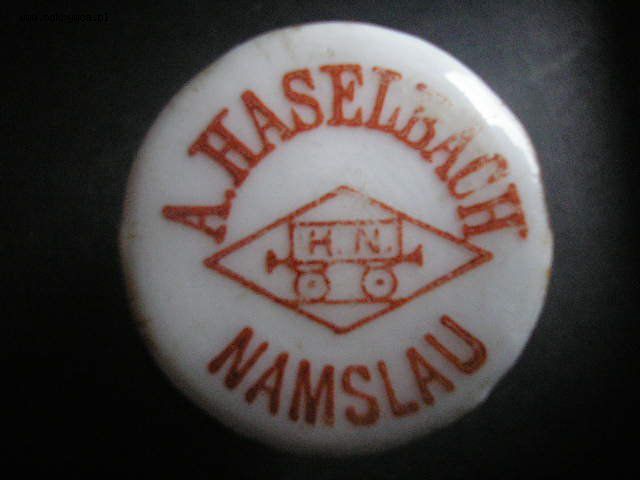 A. HASELBACH
H. N.
NAMSLAU